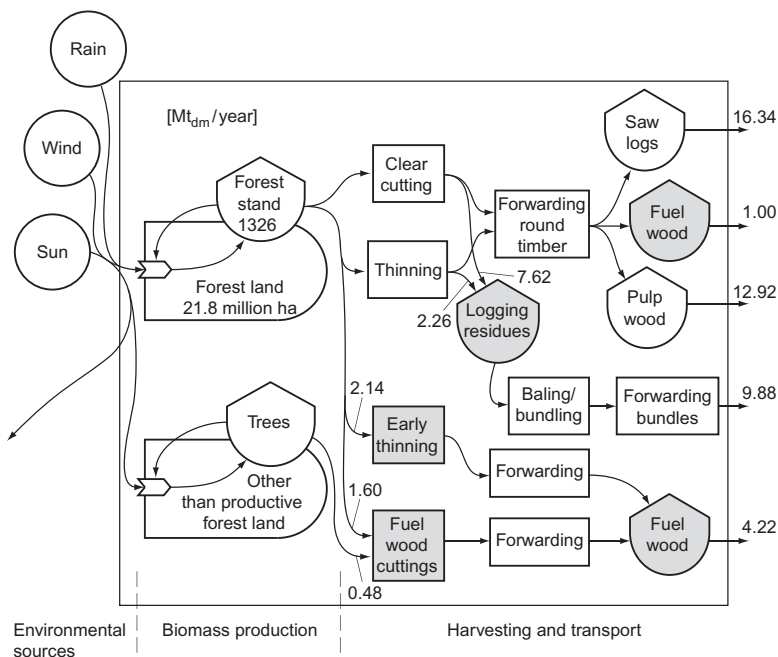 Rain
Wind
Sun
[Mt_dm/year]
Forest
stand
1326
Forest land
21.8 million ha
Clear
cutting
Thinning
Forwarding
round
timber
Saw
logs
16.34
Fuel
wood
1.00
Pulp
wood
12.92
7.62
2.26
Logging
residues
Baling/
bundling
Forwarding
bundles
9.88
Trees
Other
than productive
forest land
2.14
Early
thinning
Forwarding
1.60
Fuel
wood
cuttings
0.48
Forwarding
Fuel
wood
4.22
Environmental
sources
Biomass production
Harvesting and transport